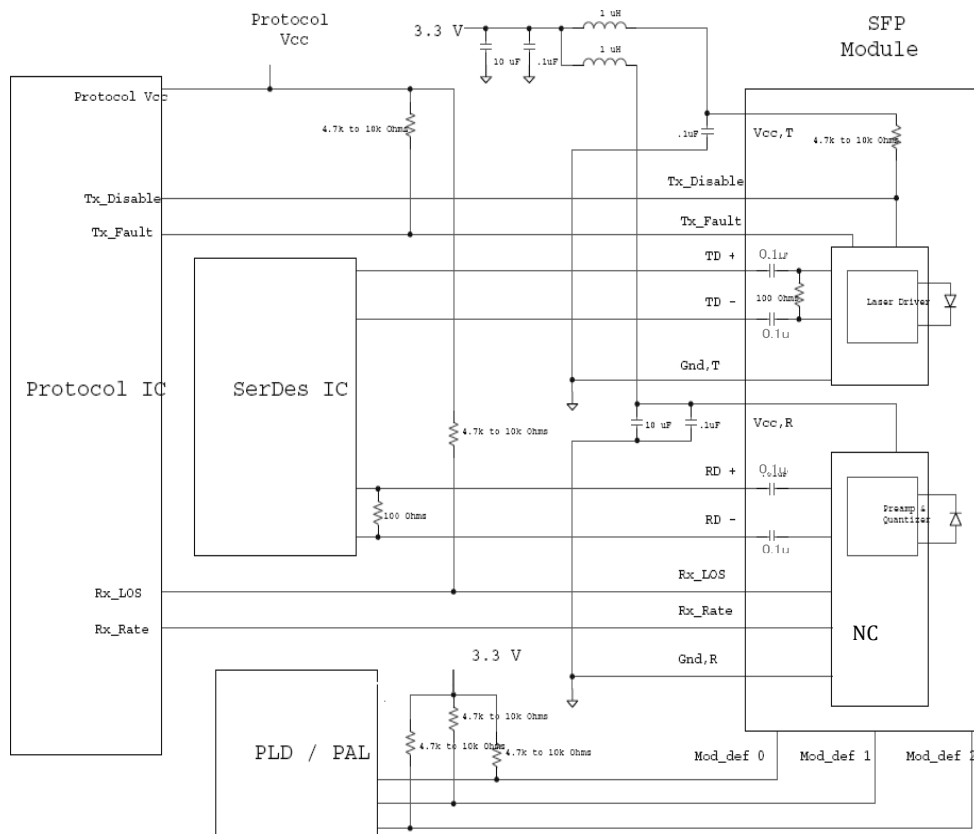 Protocol
Vcc
3.3 V
1 uH
1 uH
10 uF
.1uF
SFP
Module
Protocol Vcc
4.7k to 10k Ohms
.1uF
Vcc,T
4.7k to 10k Ohms
Tx_Disable
Tx_Disable
Tx_Fault
Tx_Fault
TD +
0.1uF
100 Ohms
Laser Driver
TD -
0.1u
Gnd,T
Protocol IC
SerDes IC
10 uF
.1uF
Vcc,R
4.7k to 10k Ohms
RD +
0.1u
100 Ohms
Preamp &
Quantizer
RD -
0.1u
Rx_LOS
Rx_LOS
Rx_Rate
Rx_Rate
NC
3.3 V
Gnd,R
4.7k to 10k Ohms
4.7k to 10k Ohms
4.7k to 10k Ohms
PLD / PAL
Mod_def 0
Mod_def 1
Mod_def 2